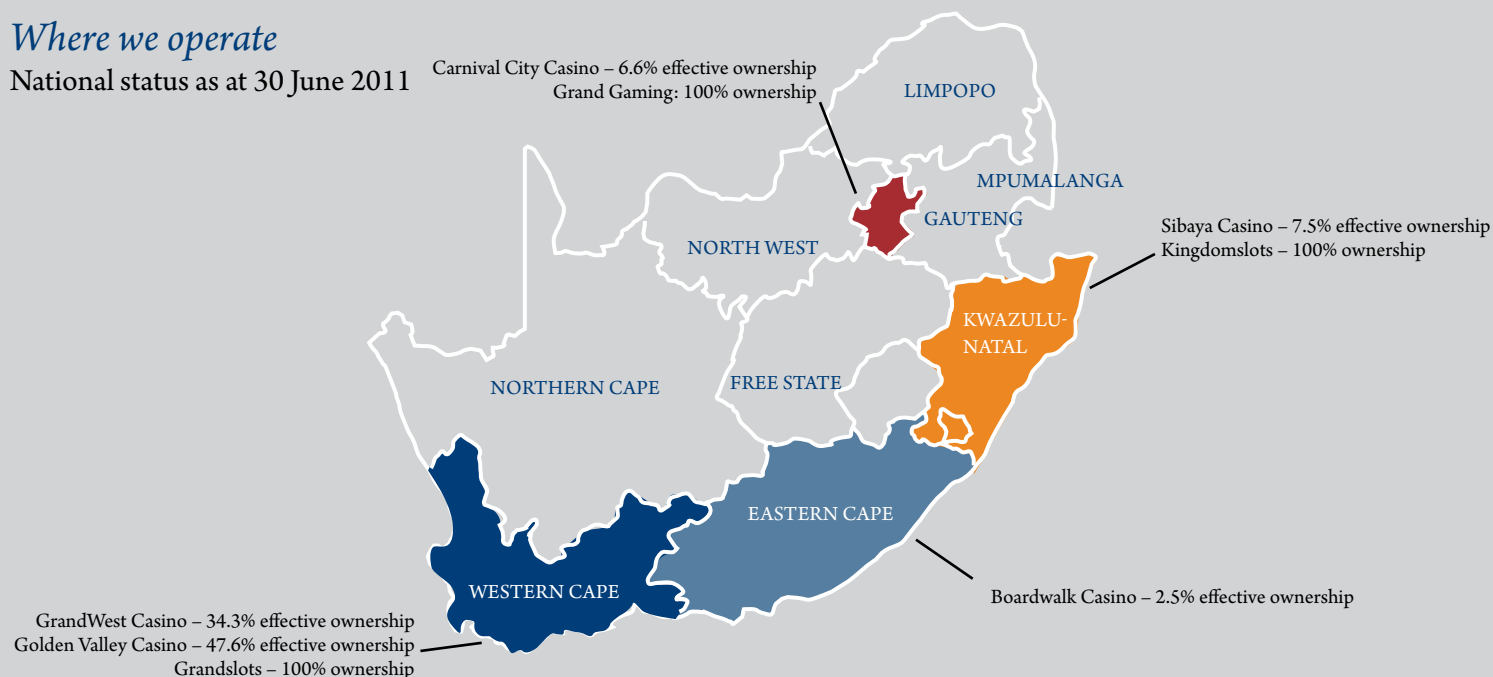 Where we operate
National status as at 30 June 2011
Carnival City Casino – 6.6% effective ownership
Grand Gaming: 100% ownership
LIMPOPO
MPUMALANGA
GAUTENG
NORTH WEST
Sibaya Casino – 7.5% effective ownership
Kingdomslots – 100% ownership
KWAZULU-
NATAL
FREE STATE
NORTHERN CAPE
EASTERN CAPE
WESTERN CAPE
Boardwalk Casino – 2.5% effective ownership
GrandWest Casino – 34.3% effective ownership
Golden Valley Casino – 47.6% effective ownership
Grandslots – 100% ownership